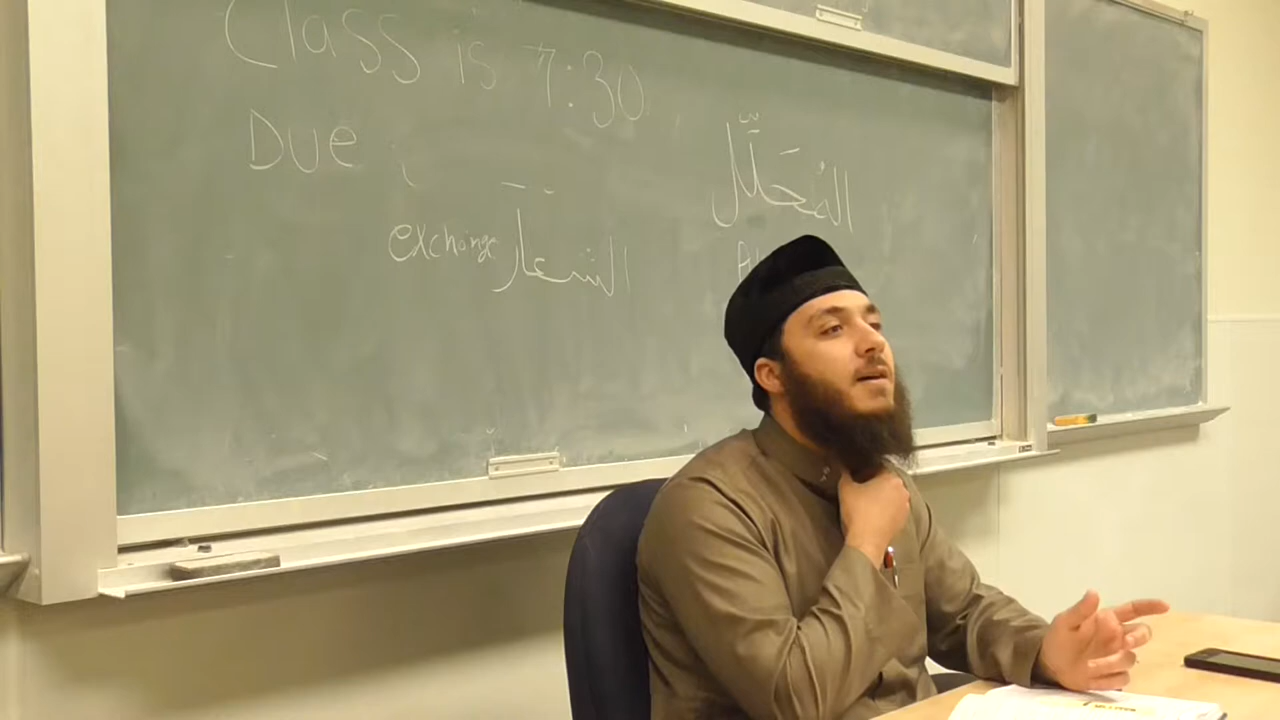 Class is 7:30
Due :
المُحَلِّل
exchange الشعار